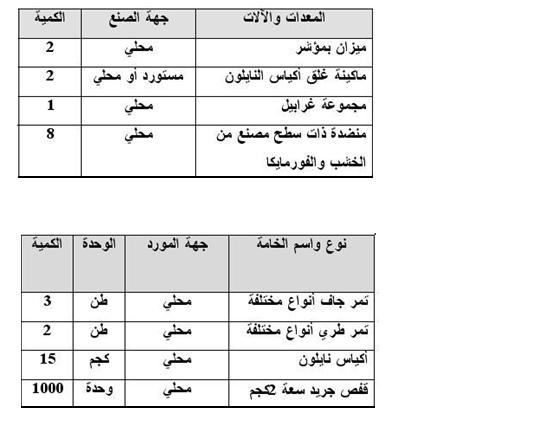 المعدات والآلات جهة الصنع الكمية
ميزان بمؤشر محلي 2
ماكينة غلق أكياس النايلون مستورد أو محلي 2
مجموعة غرابيل محلي 1
منضدة ذات سطح مصنع من محلي 8
الخشب والفورمايكا
نوع واسم الخامة جهة المورد الوحدة الكمية
تمر جاف أنواع مختلفة محلي طن 3
تمر طري أنواع مختلفة محلي طن 2
أكياس نايلون محلي كجم 15
قفص جريد سعة 2كجم محلي وحدة 1000